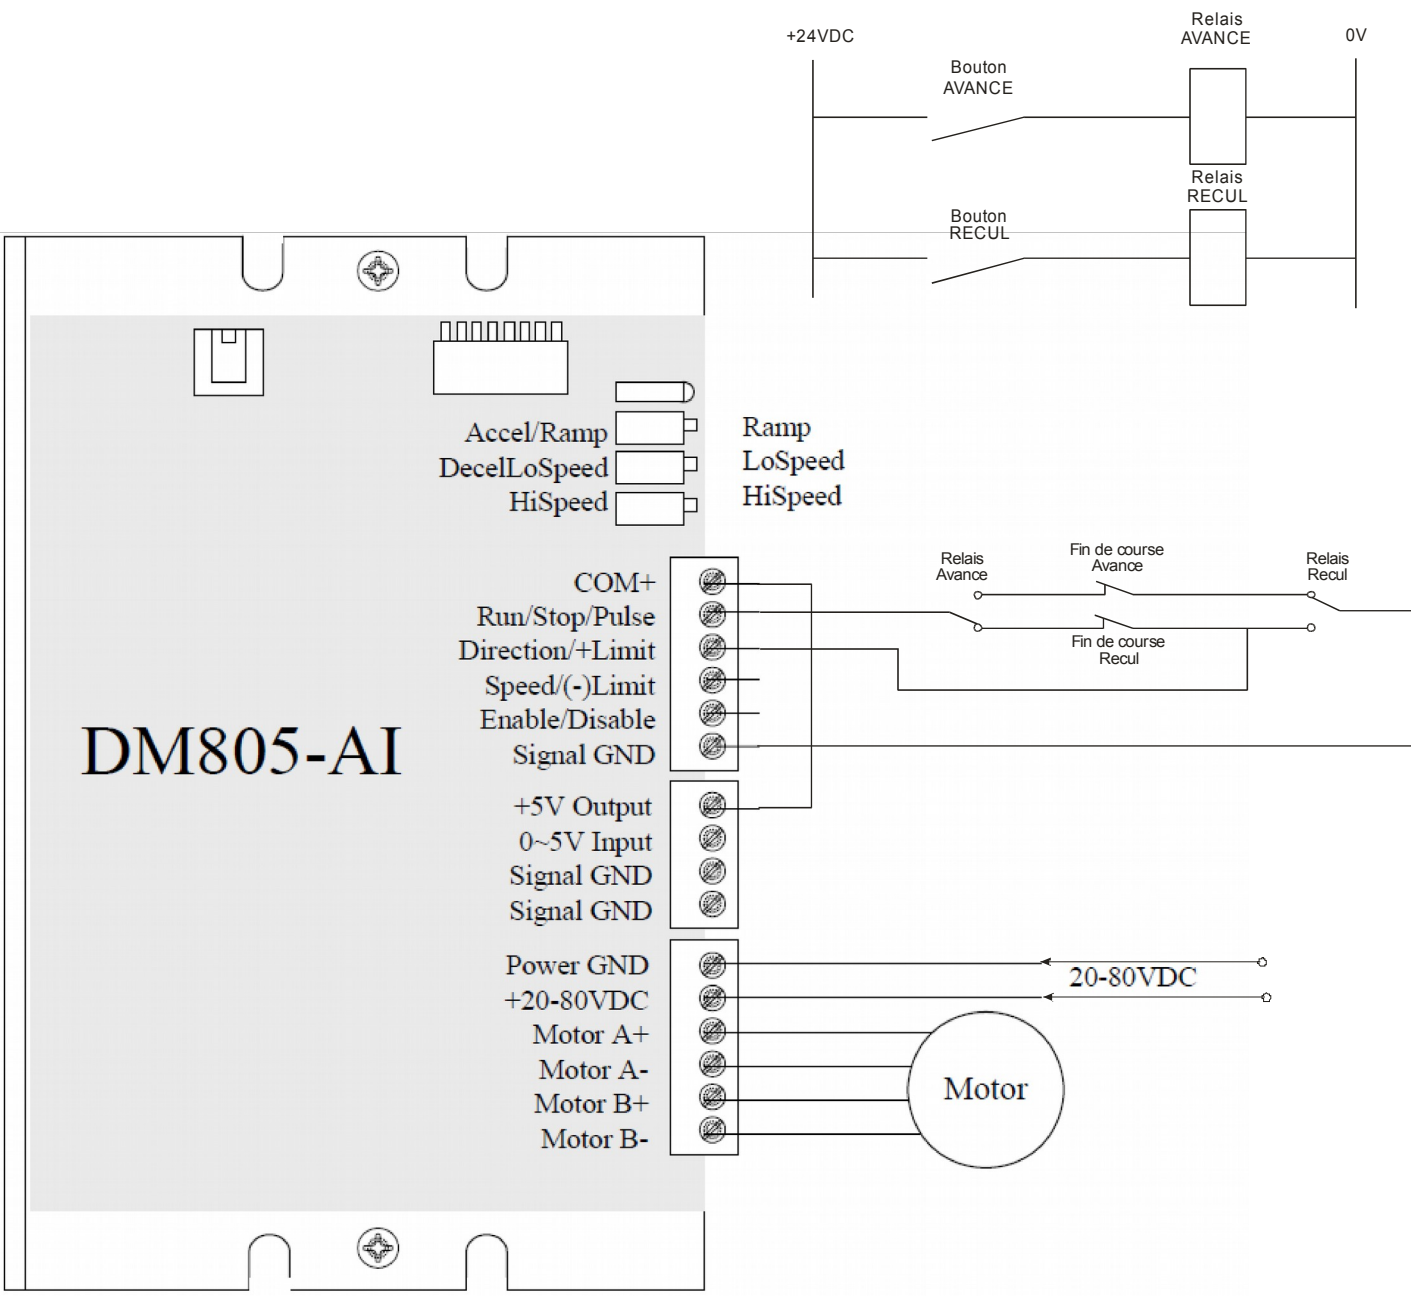 Relais
AVANCE
+24VDC
0V
Bouton
AVANCE
Relais
RECUL
Bouton
RECUL
Accel/Ramp
DecelLoSpeed
HiSpeed
Ramp
LoSpeed
HiSpeed
Relais
Avance
Fin de course
Avance
Relais
Recul
Fin de course
Recul
COM+
Run/Stop/Pulse
Direction/+Limit
Speed/(-)Limit
Enable/Disable
Signal GND
DM805-AI
+5V Output
0~5V Input
Signal GND
Signal GND
Power GND
+20-80VDC
Motor A+
Motor A-
Motor B+
Motor B-
20-80VDC
Motor